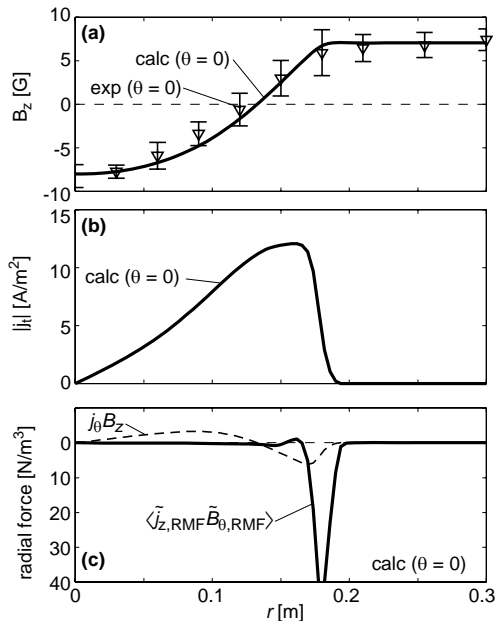 (a)
B_z [G]
10
5
0
-5
-10
calc (θ = 0)
exp (θ = 0)
(b)
|j_t| [A/m²]
15
10
5
0
calc (θ = 0)
radial force [N/m³]
0
10
20
30
40
j_θB_z
⟨j̃_z,RMF B̃_θ,RMF⟩
(c)
calc (θ = 0)
0
0.1
0.2
0.3
r [m]